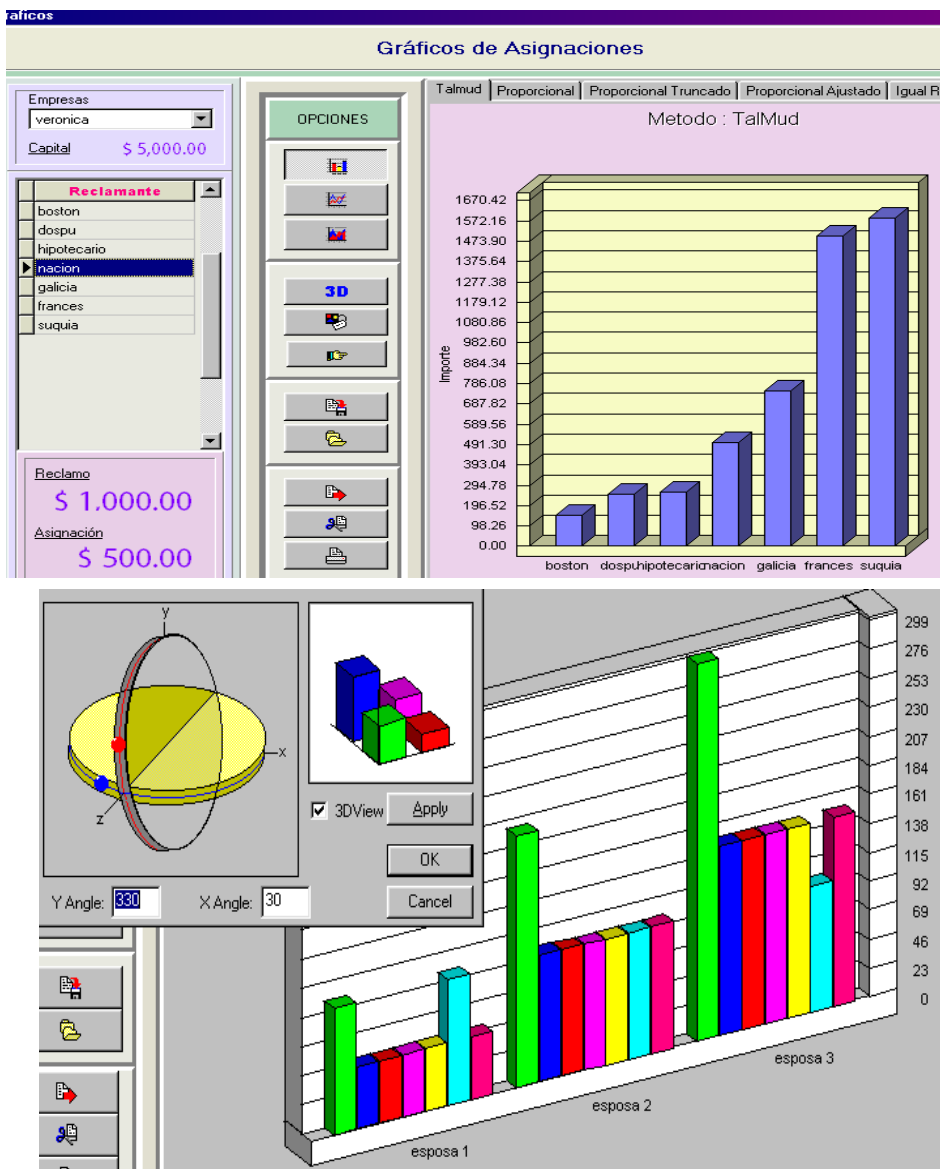 raficos
Gráficos de Asignaciones
Empresas
veronica
Capital $ 5,000.00
Reclamante
boston
dospu
hipotecario
nacion
galicia
frances
suquia
Reclamo
$ 1,000.00
Asignación
$ 500.00
OPCIONES
3D
Talmud Proporcional Proporcional Truncado Proporcional Ajustado Igual R
Metodo : TalMud
Importe
1670.42
1572.16
1473.90
1375.64
1277.38
1179.12
1080.86
982.60
884.34
786.08
687.82
589.56
491.30
393.04
294.78
196.52
98.26
0.00
boston dospuhipotecarionacion galicia frances suquia
y
x
z
3DView Apply
OK
Y Angle: 330 X Angle: 30 Cancel
299
276
253
230
207
184
161
138
115
92
69
46
23
0
esposa 1
esposa 2
esposa 3